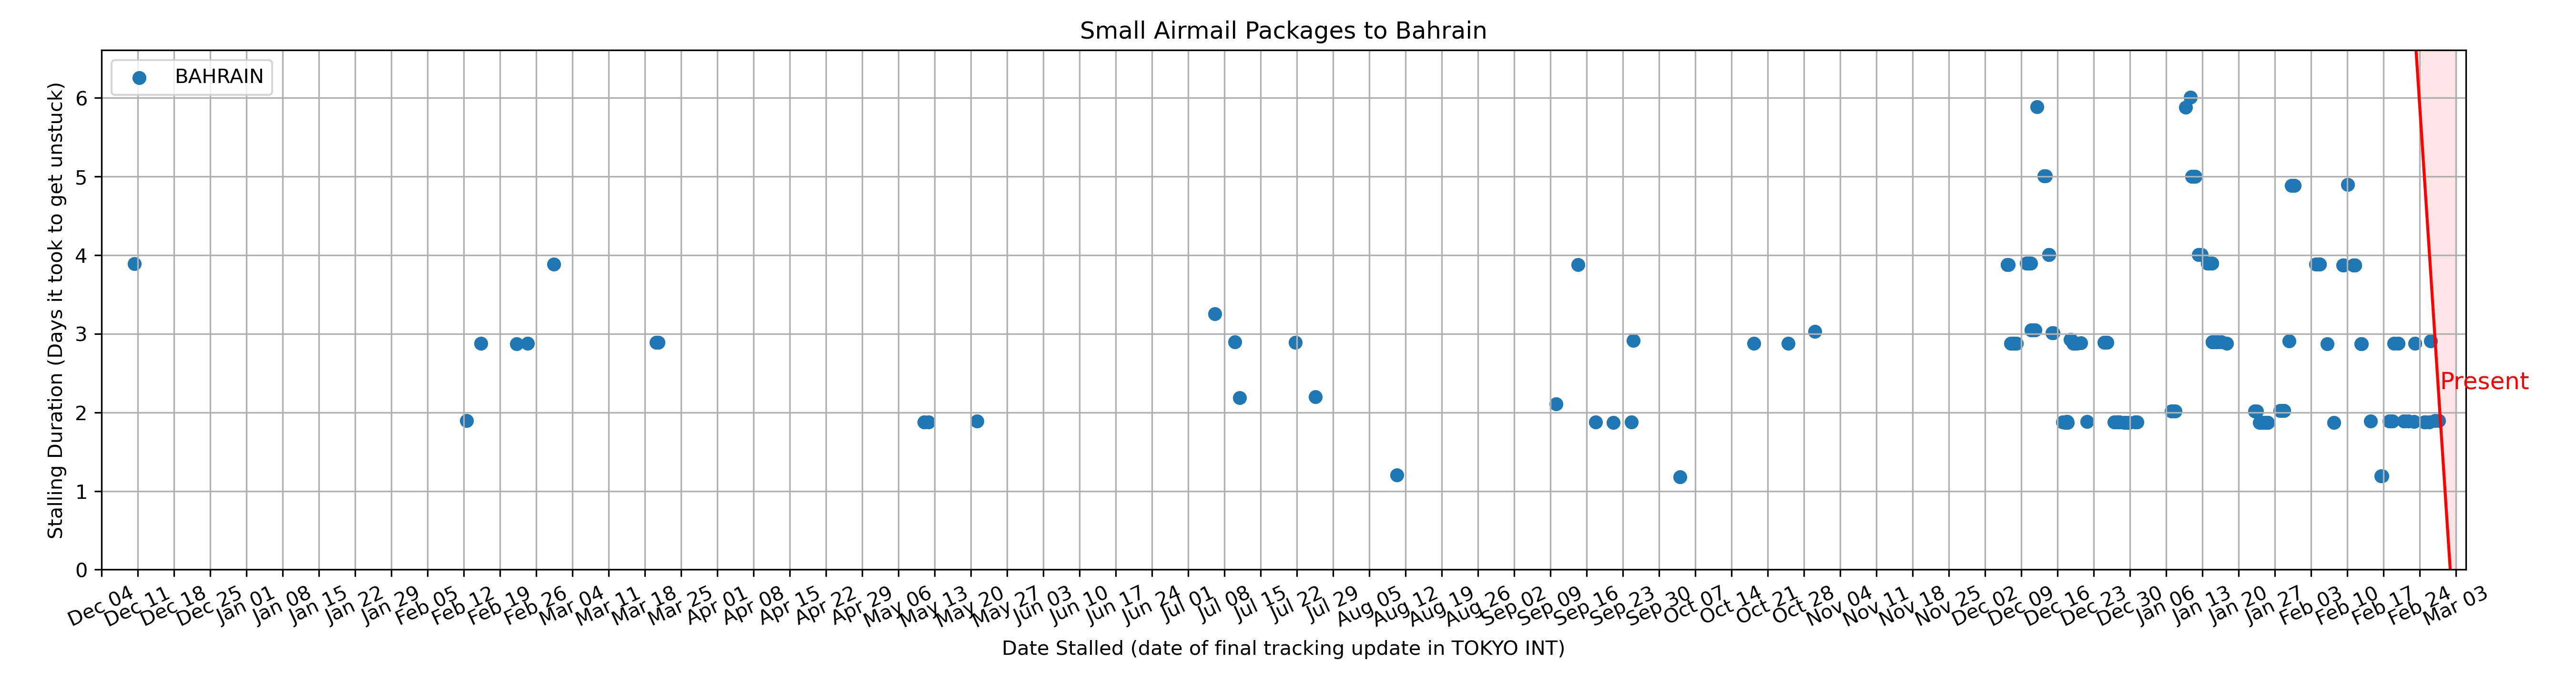 Small Airmail Packages to Bahrain
BAHRAIN
Stalling Duration (Days it took to get unstuck)
6
5
4
3
2
1
0
Present
Dec 04 Dec 11 Dec 18 Dec 25 Jan 01 Jan 08 Jan 15 Jan 22 Jan 29 Feb 05 Feb 12 Feb 19 Feb 26 Mar 04 Mar 11 Mar 18 Mar 25 Apr 01 Apr 08 Apr 15 Apr 22 Apr 29 May 06 May 13 May 20 May 27 Jun 03 Jun 10 Jun 17 Jun 24 Jul 01 Jul 08 Jul 15 Jul 22 Jul 29 Aug 05 Aug 12 Aug 19 Aug 26 Sep 02 Sep 09 Sep 16 Sep 23 Sep 30 Oct 07 Oct 14 Oct 21 Oct 28 Nov 04 Nov 11 Nov 18 Nov 25 Dec 02 Dec 09 Dec 16 Dec 23 Dec 30 Jan 06 Jan 13 Jan 20 Jan 27 Feb 03 Feb 10 Feb 17 Feb 24 Mar 03
Date Stalled (date of final tracking update in TOKYO INT)